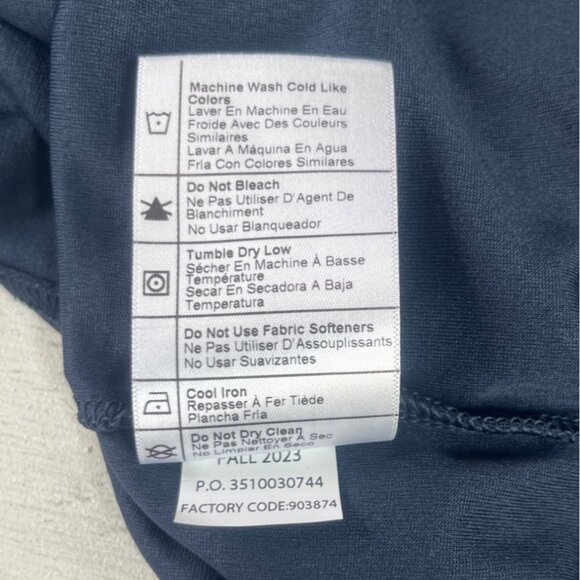 Machine Wash Cold Like
Colors
Laver En Machine En Eau
Froide Avec Des Couleurs
Similaires
Lavar A Máquina En Agua
Fria Con Colores Similares
Do Not Bleach
Ne Pas Utiliser D'Agent De
Blanchiment
No Usar Blanqueador
Tumble Dry Low
Sécher En Machine À Basse
Température
Secar En Secadora A Baja
Temperatura
Do Not Use Fabric Softeners
Ne Pas Utiliser D'Assouplissants
No Usar Suavizantes
Cool Iron
Repasser À Fer Tiède
Plancha Fria
Do Not Dry Clean
Ne Pas Nettoyer À Sec
No Limpiar En Seco
FALL 2023
P.O. 3510030744
FACTORY CODE:903874